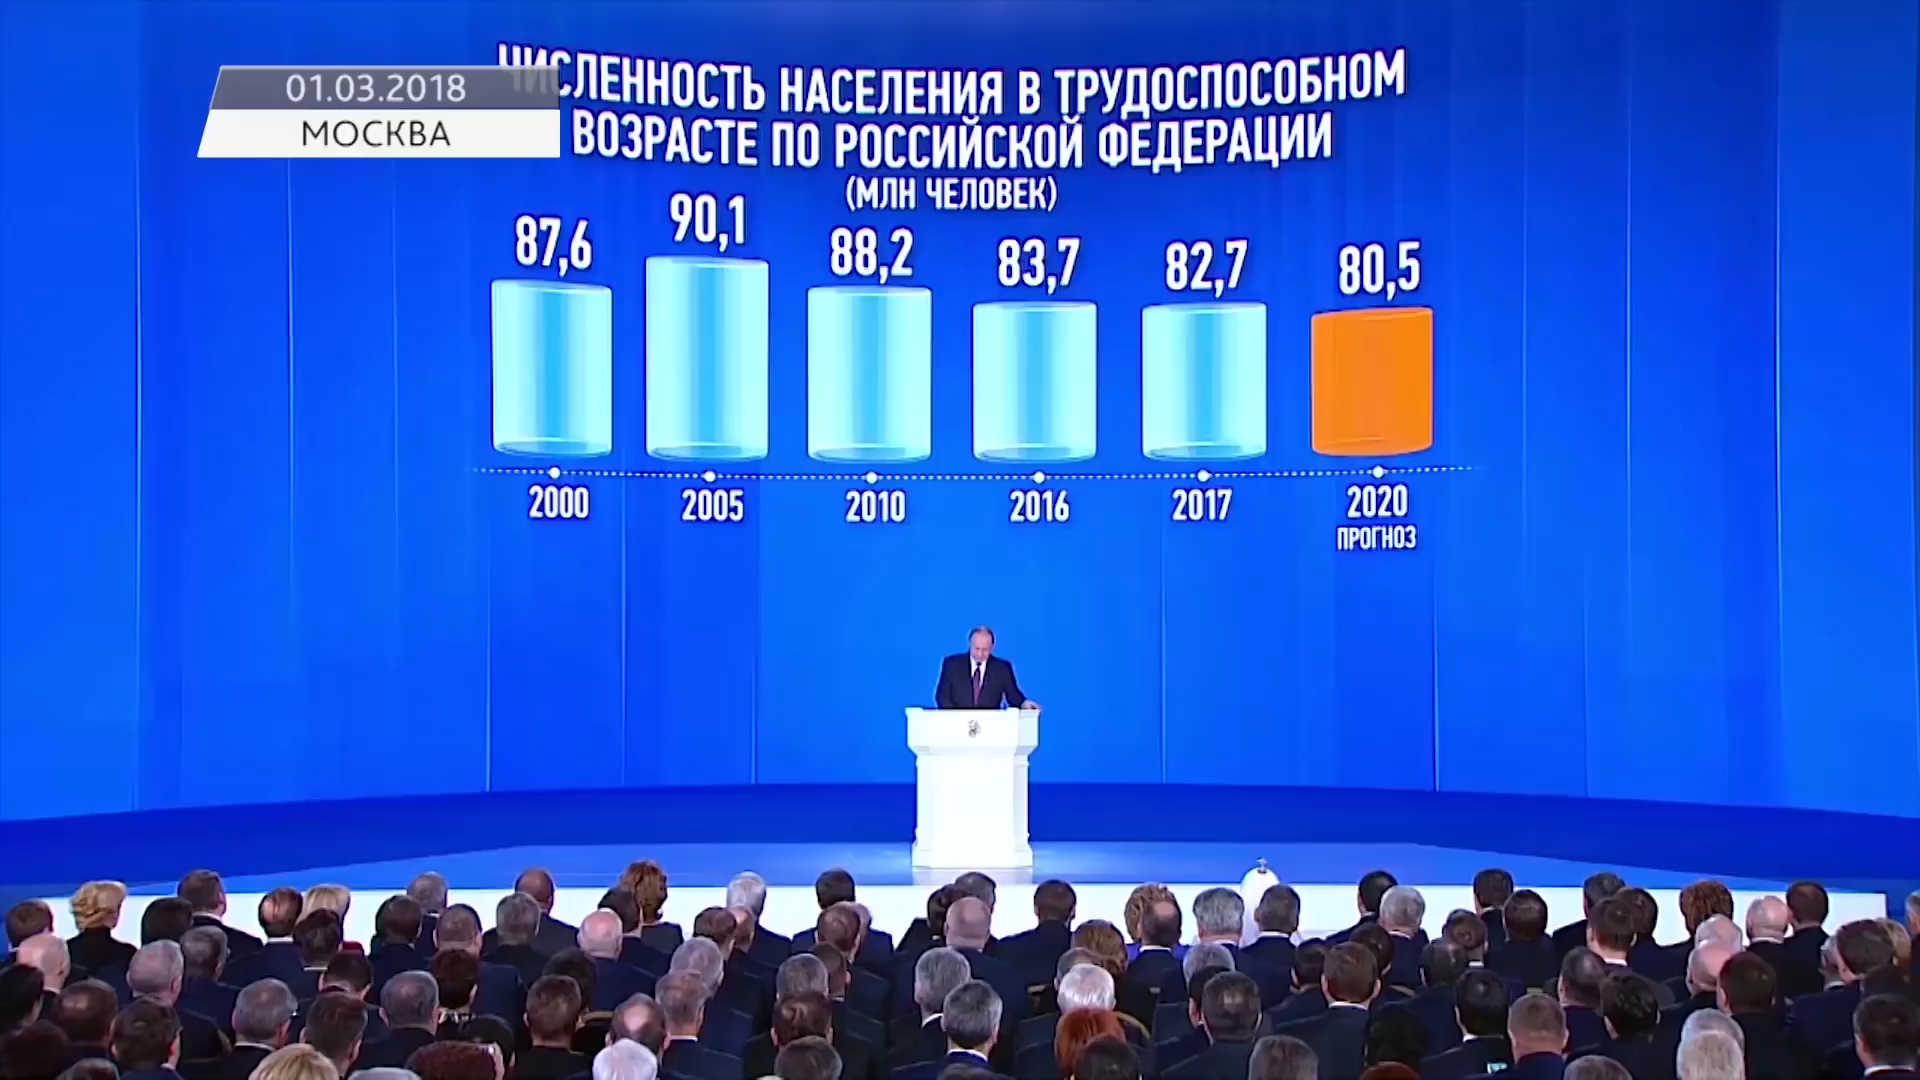 01.03.2018
МОСКВА
ЧИСЛЕННОСТЬ НАСЕЛЕНИЯ В ТРУДОСПОСОБНОМ
ВОЗРАСТЕ ПО РОССИЙСКОЙ ФЕДЕРАЦИИ
(МЛН ЧЕЛОВЕК)
87,6 90,1 88,2 83,7 82,7 80,5
2000 2005 2010 2016 2017 2020
ПРОГНОЗ